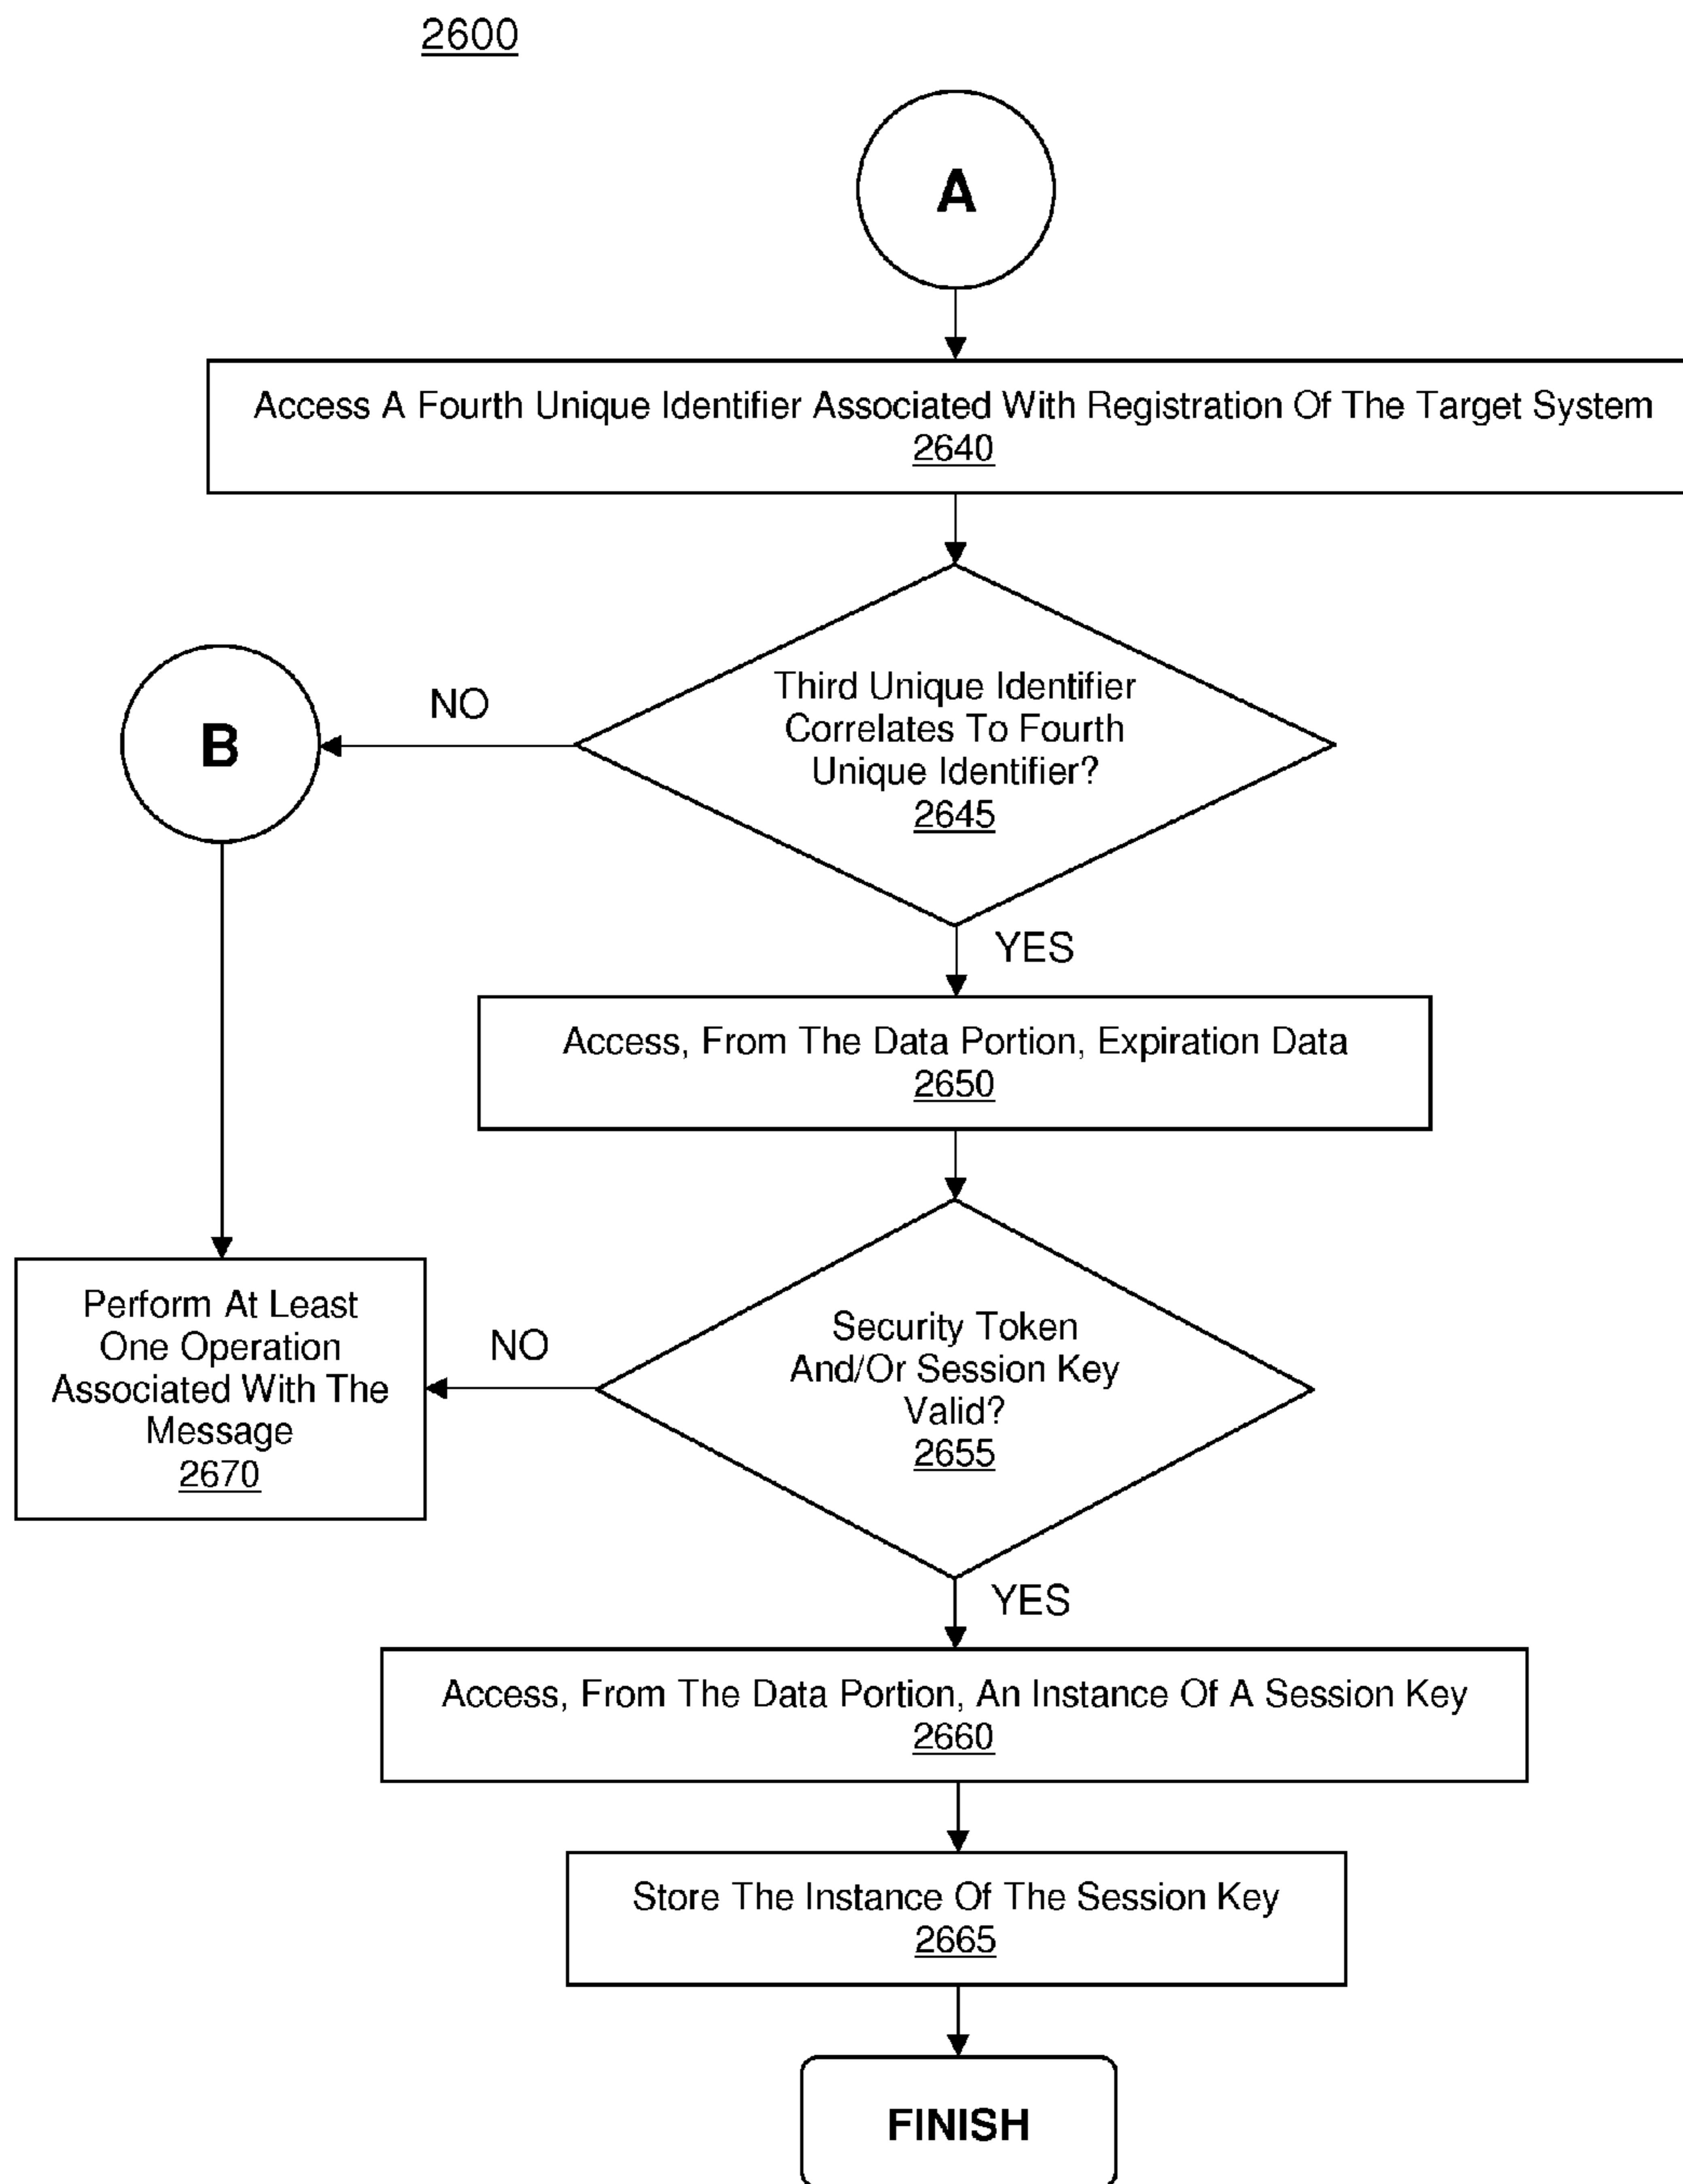 2600
A
Access A Fourth Unique Identifier Associated With Registration Of The Target System
2640
Third Unique Identifier
Correlates To Fourth
Unique Identifier?
2645
NO
B
YES
Access, From The Data Portion, Expiration Data
2650
Security Token
And/Or Session Key
Valid?
2655
NO
Perform At Least
One Operation
Associated With The
Message
2670
YES
Access, From The Data Portion, An Instance Of A Session Key
2660
Store The Instance Of The Session Key
2665
FINISH